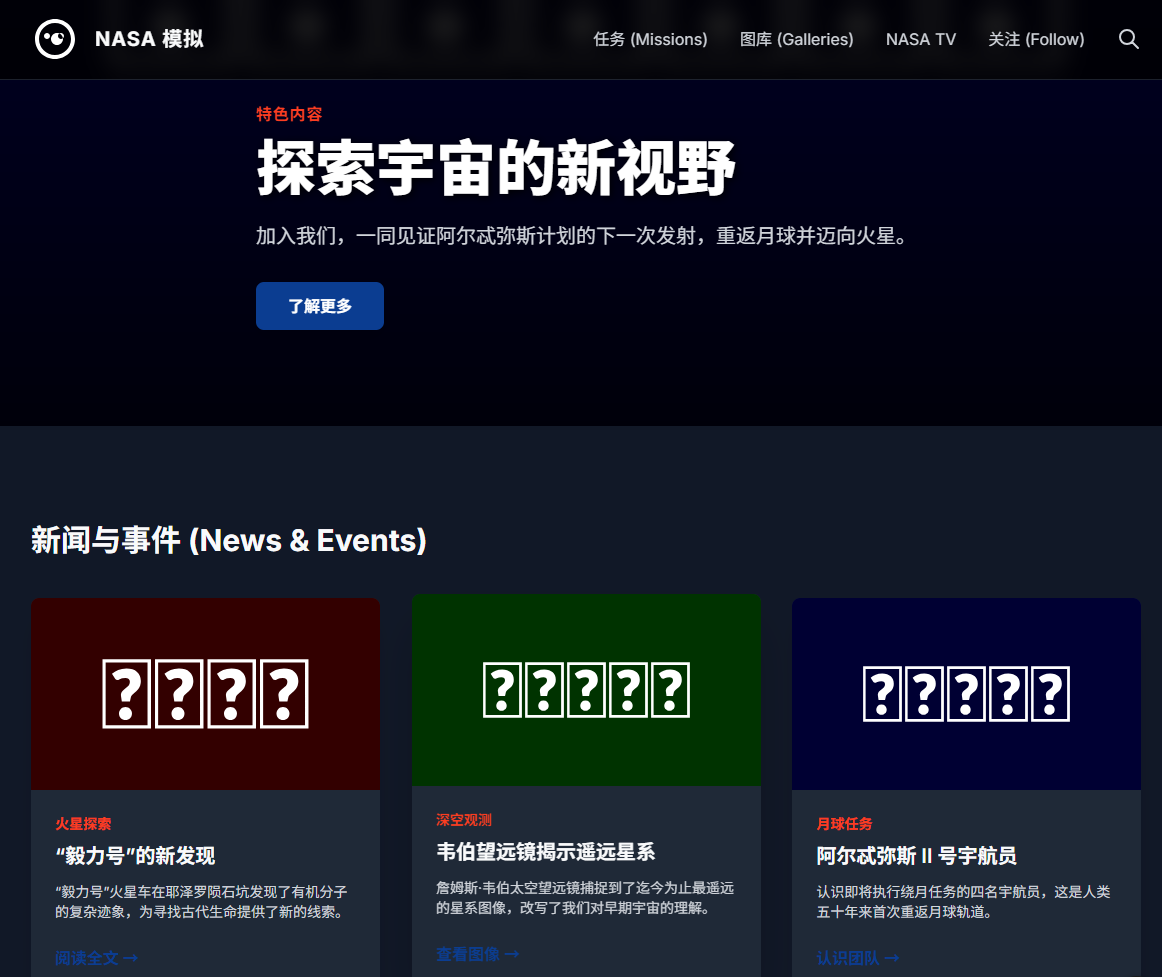 NASA 模拟
任务 (Missions)
图库 (Galleries)
NASA TV
关注 (Follow)
特色内容
探索宇宙的新视野
加入我们，一同见证阿尔忒弥斯计划的下一次发射，重返月球并迈向火星。
了解更多
新闻与事件 (News & Events)
火星探索
“毅力号”的新发现
“毅力号”火星车在耶泽罗陨石坑发现了有机分子
的复杂迹象，为寻找古代生命提供了新的线索。
阅读全文 →
深空观测
韦伯望远镜揭示遥远星系
詹姆斯·韦伯太空望远镜捕捉到了迄今为止最遥远
的星系图像，改写了我们对早期宇宙的理解。
查看图像 →
月球任务
阿尔忒弥斯 II 号宇航员
认识即将执行绕月任务的四名宇航员，这是人类
五十年来首次重返月球轨道。
认识团队 →